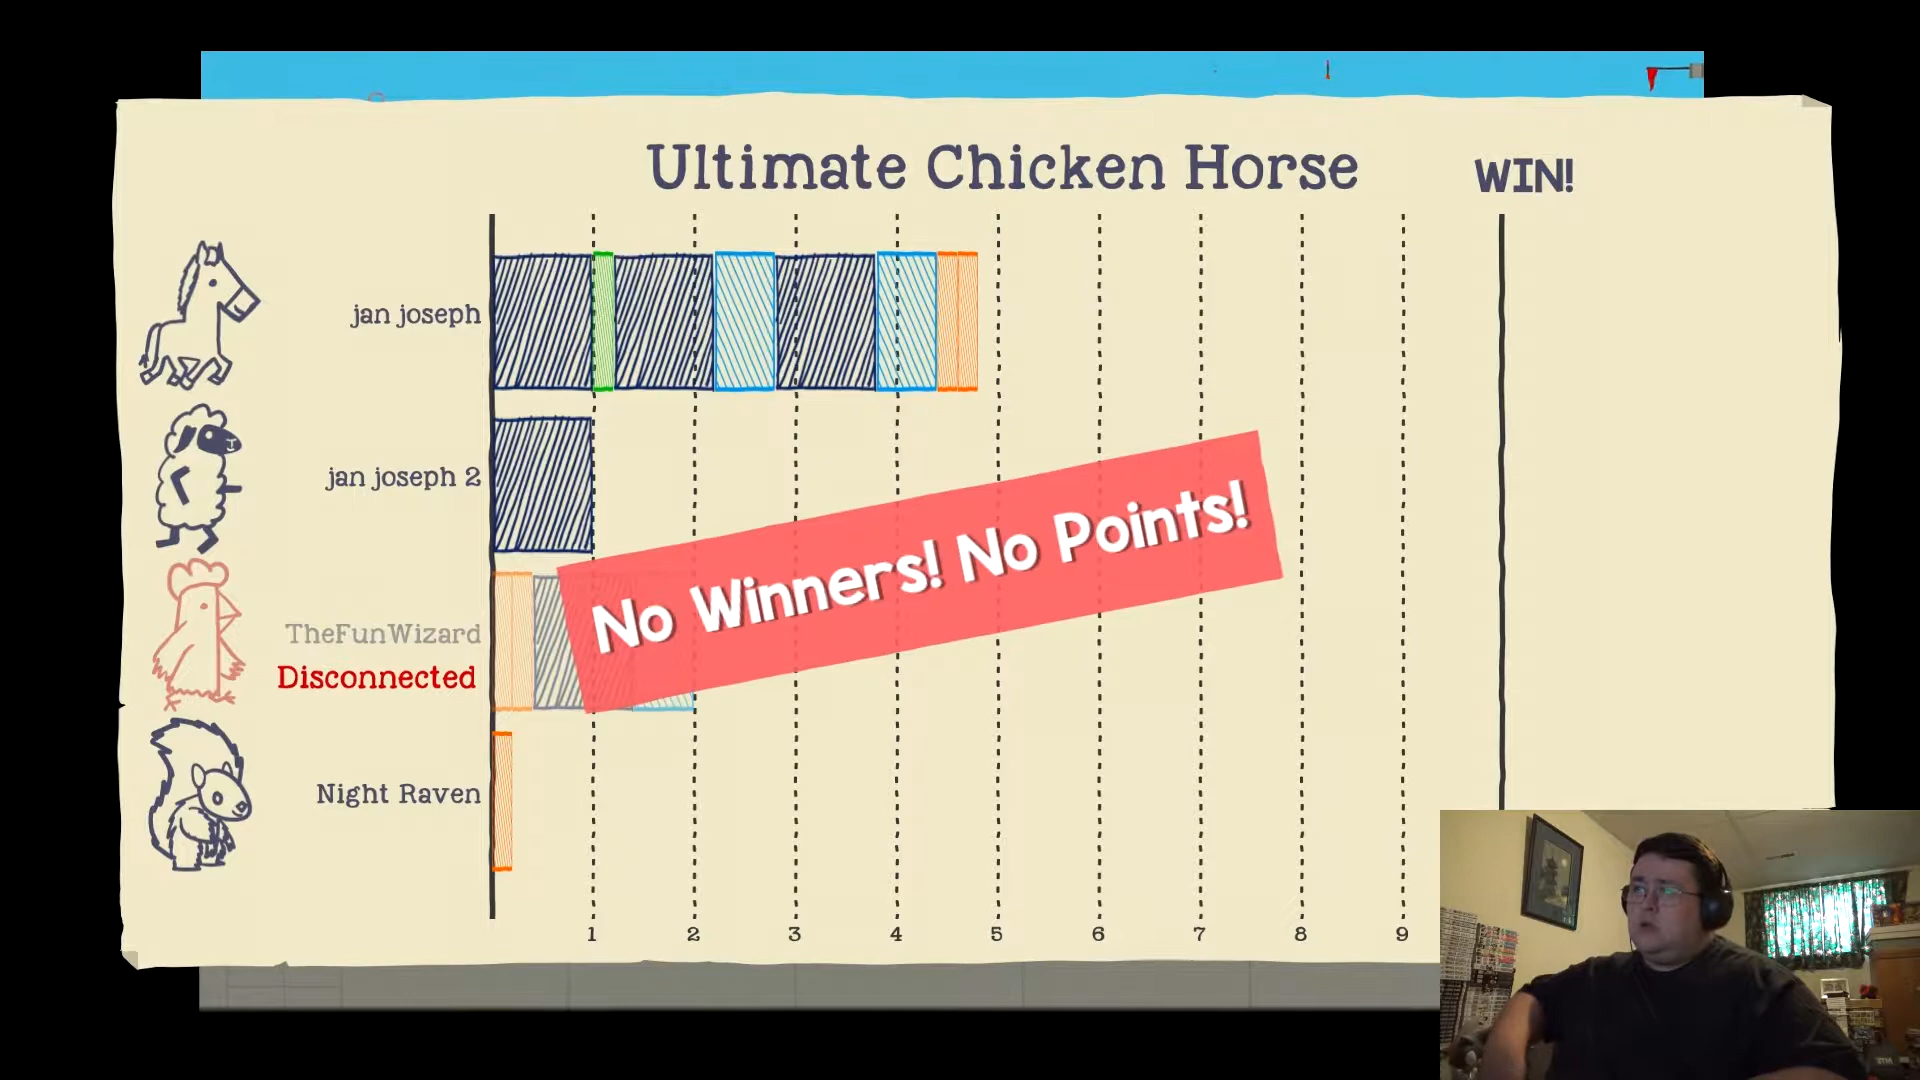 Ultimate Chicken Horse
WIN!
jan joseph
jan joseph 2
No Winners! No Points!
TheFunWizard
Disconnected
Night Raven
1 2 3 4 5 6 7 8 9